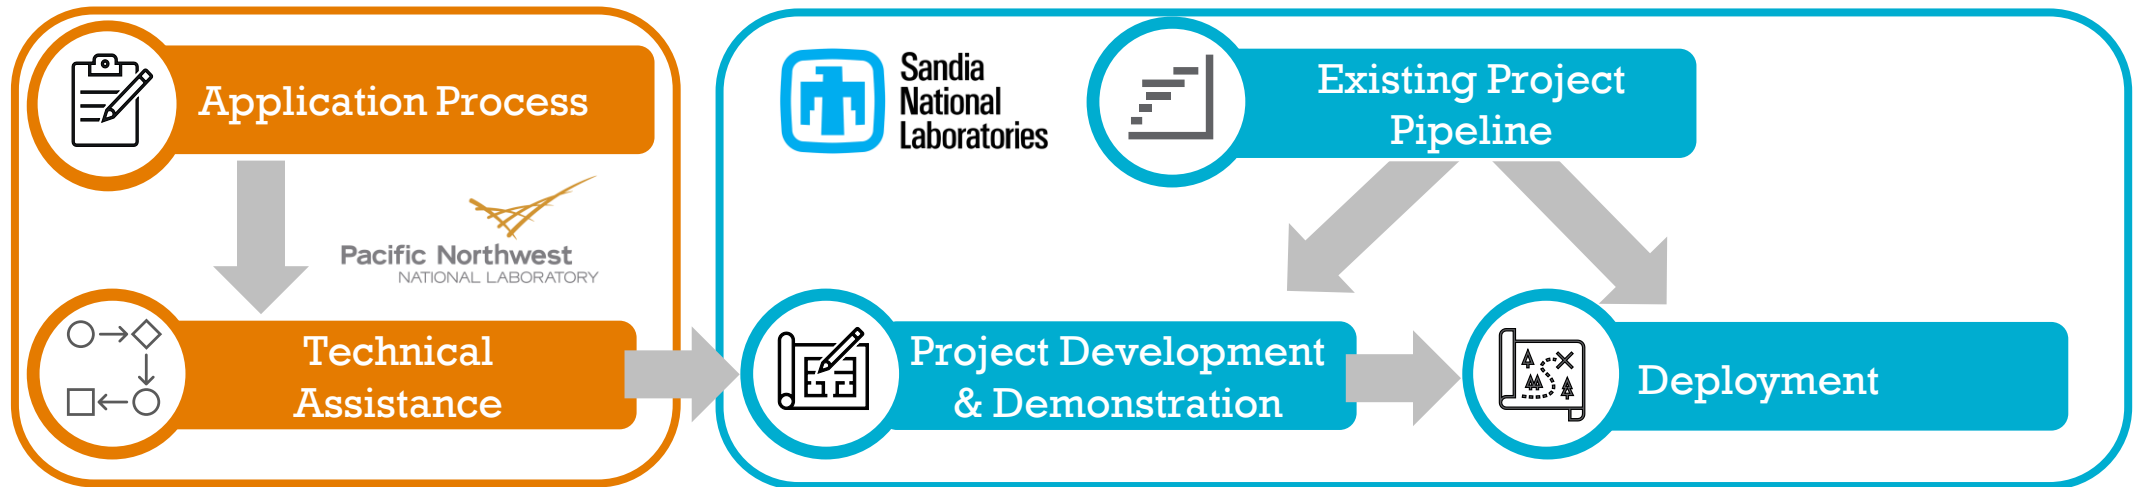 Application Process
Pacific Northwest
NATIONAL LABORATORY
Technical
Assistance
Sandia
National
Laboratories
Existing Project
Pipeline
Project Development
& Demonstration
Deployment